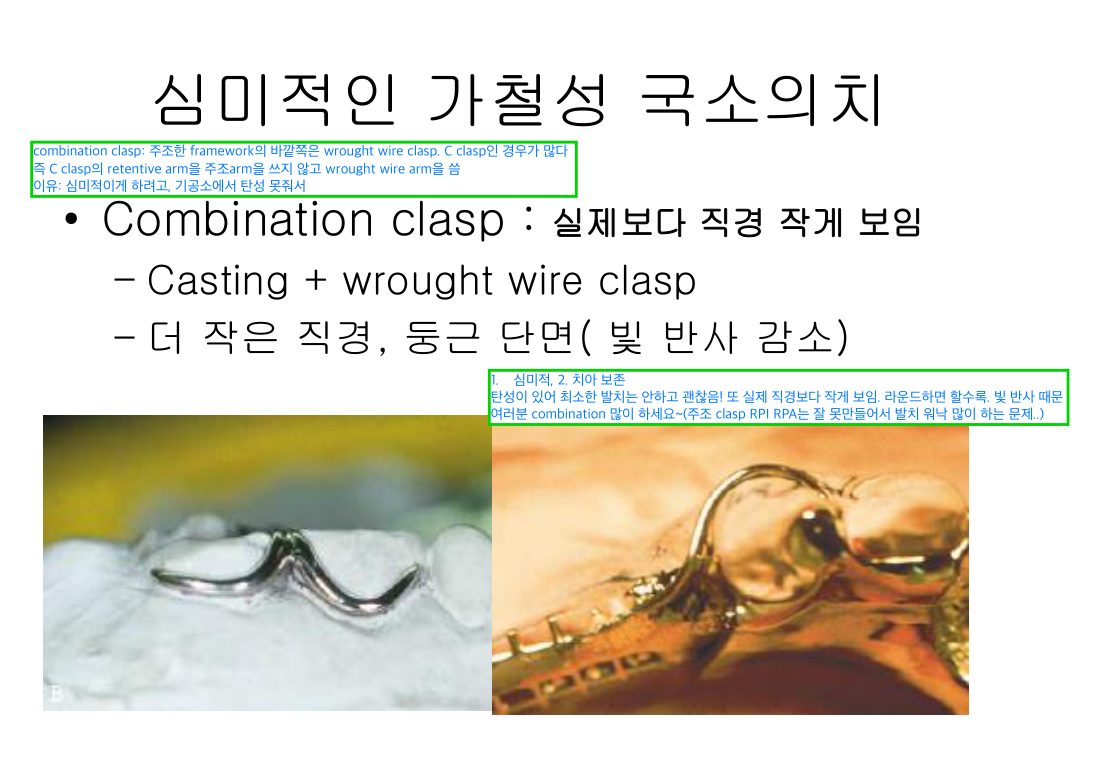 심미적인 가철성 국소의치
combination clasp: 주조한 framework의 바깥쪽은 wrought wire clasp. C clasp인 경우가 많다
즉 C clasp의 retentive arm을 주조arm을 쓰지 않고 wrought wire arm을 씀
이유: 심미적이게 하려고, 기공소에서 탄성 못줘서
• Combination clasp : 실제보다 직경 작게 보임
– Casting + wrought wire clasp
– 더 작은 직경, 둥근 단면( 빛 반사 감소)
1. 심미적, 2. 치아 보존
탄성이 있어 최소한 발치는 안하고 괜찮음! 또 실제 직경보다 작게 보임. 라운드하면 할수록. 빛 반사 때문
여러분 combination 많이 하세요~(주조 clasp RPI RPA는 잘 못만들어서 발치 워낙 많이 하는 문제..)
B